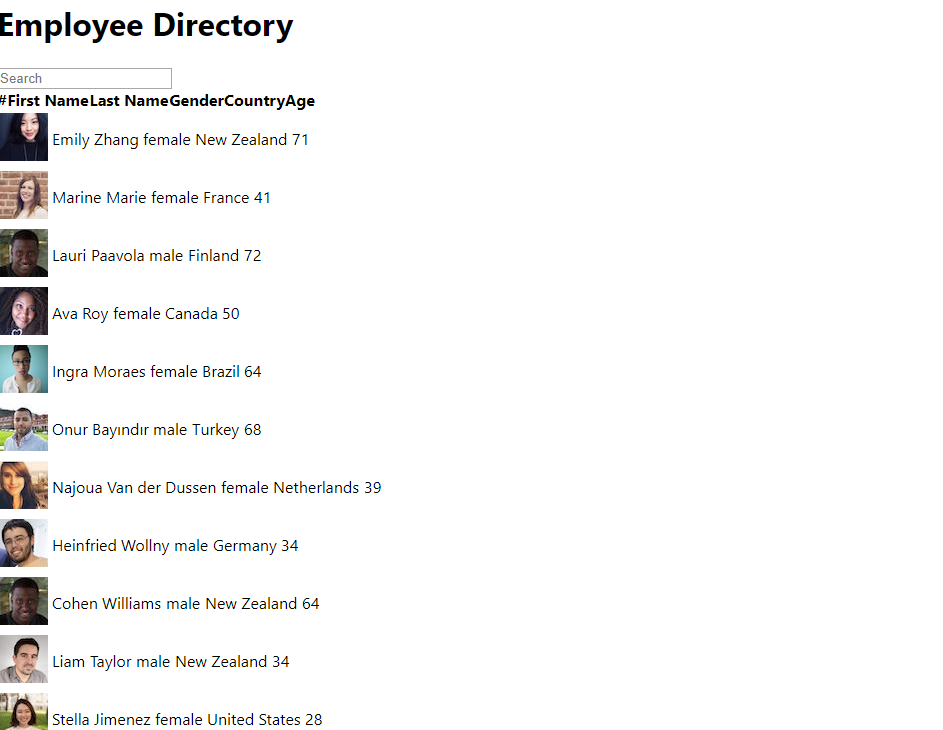 Employee Directory
Search
#First NameLast NameGenderCountryAge
Emily Zhang female New Zealand 71
Marine Marie female France 41
Lauri Paavola male Finland 72
Ava Roy female Canada 50
Ingra Moraes female Brazil 64
Onur Bayındır male Turkey 68
Najoua Van der Dussen female Netherlands 39
Heinfried Wollny male Germany 34
Cohen Williams male New Zealand 64
Liam Taylor male New Zealand 34
Stella Jimenez female United States 28